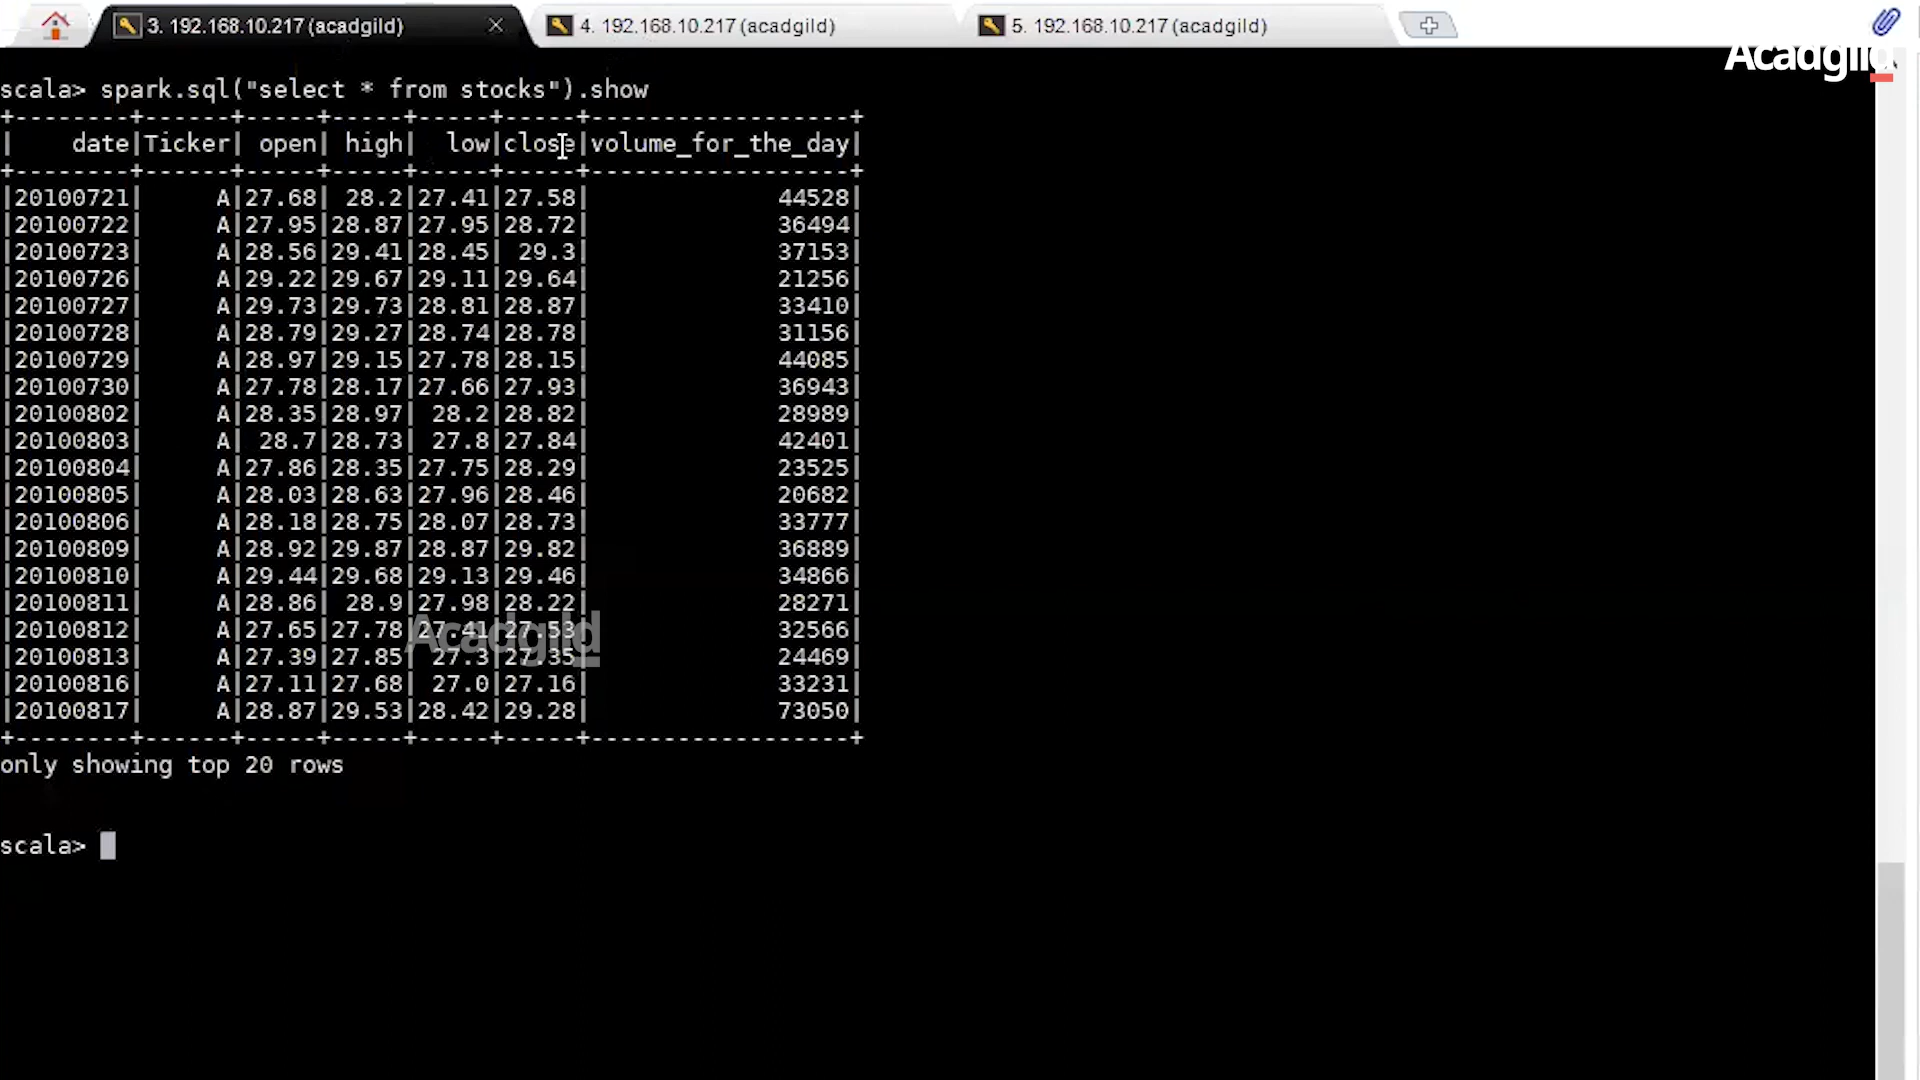 3. 192.168.10.217 (acadgild)
4. 192.168.10.217 (acadgild)
5. 192.168.10.217 (acadgild)
Acadgild
scala> spark.sql("select * from stocks").show
+--------+------+-----+-----+-----+-----+------------------+
|    date|Ticker| open| high|  low|close|volume_for_the_day|
+--------+------+-----+-----+-----+-----+------------------+
|20100721|     A|27.68| 28.2|27.41|27.58|             44528|
|20100722|     A|27.95|28.87|27.95|28.72|             36494|
|20100723|     A|28.56|29.41|28.45| 29.3|             37153|
|20100726|     A|29.22|29.67|29.11|29.64|             21256|
|20100727|     A|29.73|29.73|28.81|28.87|             33410|
|20100728|     A|28.79|29.27|28.74|28.78|             31156|
|20100729|     A|28.97|29.15|27.78|28.15|             44085|
|20100730|     A|27.78|28.17|27.66|27.93|             36943|
|20100802|     A|28.35|28.97| 28.2|28.82|             28989|
|20100803|     A| 28.7|28.73| 27.8|27.84|             42401|
|20100804|     A|27.86|28.35|27.75|28.29|             23525|
|20100805|     A|28.03|28.63|27.96|28.46|             20682|
|20100806|     A|28.18|28.75|28.07|28.73|             33777|
|20100809|     A|28.92|29.87|28.87|29.82|             36889|
|20100810|     A|29.44|29.68|29.13|29.46|             34866|
|20100811|     A|28.86| 28.9|27.98|28.22|             28271|
|20100812|     A|27.65|27.78|27.41|27.53|             32566|
Acadgild
|20100813|     A|27.39|27.85| 27.3|27.35|             24469|
|20100816|     A|27.11|27.68| 27.0|27.16|             33231|
|20100817|     A|28.87|29.53|28.42|29.28|             73050|
+--------+------+-----+-----+-----+-----+------------------+
only showing top 20 rows
scala>